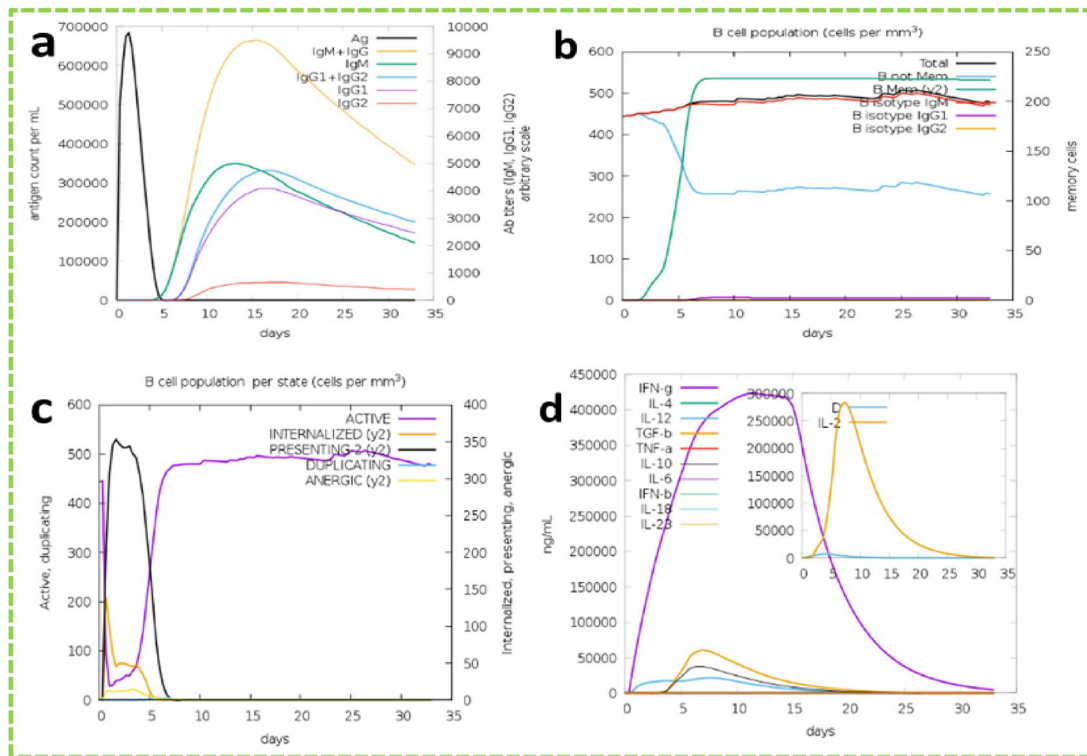 a
700000
600000
500000
400000
300000
200000
100000
0
antigen count per mL
Ag
IgM+IgG
IgM
IgG1+IgG2
IgG1
IgG2
10000
9000
8000
7000
6000
5000
4000
3000
2000
1000
0
Ab titers (IgM, IgG1, IgG2)
arbitrary scale
0 5 10 15 20 25 30 35
days
b
B cell population (cells per mm³)
600
500
400
300
200
100
0
Total
B not Mem
B Mem (y2)
B isotype IgM
B isotype IgG1
B isotype IgG2
250
200
150
100
50
0
memory cells
0 5 10 15 20 25 30 35
days
c
B cell population per state (cells per mm³)
600
500
400
300
200
100
0
Active, duplicating
ACTIVE
INTERNALIZED (y2)
PRESENTING-2 (y2)
DUPLICATING
ANERGIC (y2)
400
350
300
250
200
150
100
50
0
Internalized, presenting, anergic
0 5 10 15 20 25 30 35
days
d
450000
400000
350000
300000
250000
200000
150000
100000
50000
0
ng/mL
IFN-g
IL-4
IL-12
TGF-b
TNF-a
IL-10
IL-6
IFN-b
IL-18
IL-23
300000
250000
200000
150000
100000
50000
0
D
IL-2
0 5 10 15 20 25 30 35
0 5 10 15 20 25 30 35
days